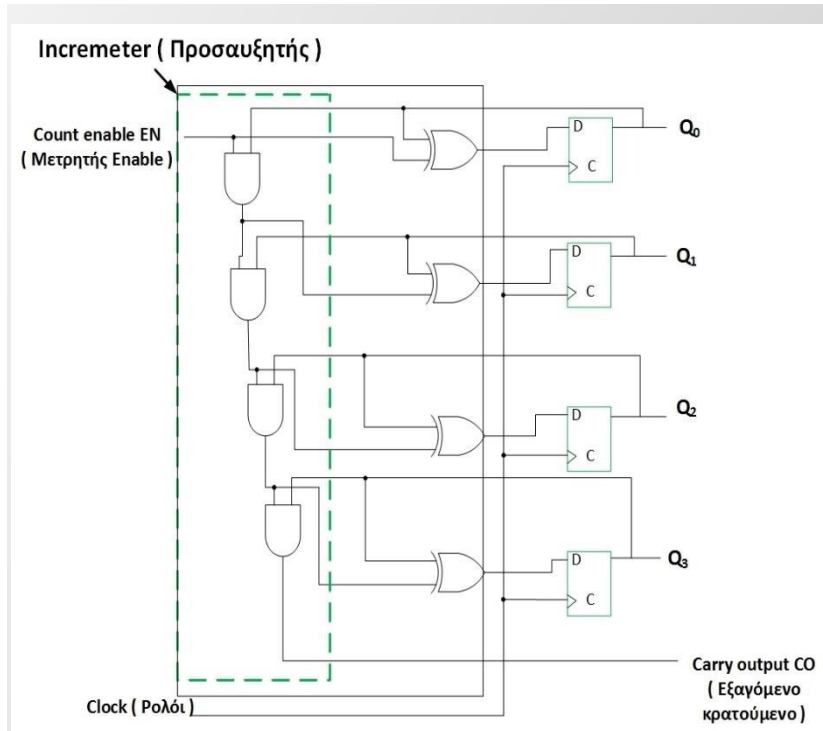 Incremeter ( Προσαυξητής )
Count enable EN
( Μετρητής Enable )
D
C
Q0
D
C
Q1
D
C
Q2
D
C
Q3
Carry output CO
( Εξαγόμενο
κρατούμενο )
Clock ( Ρολόι )